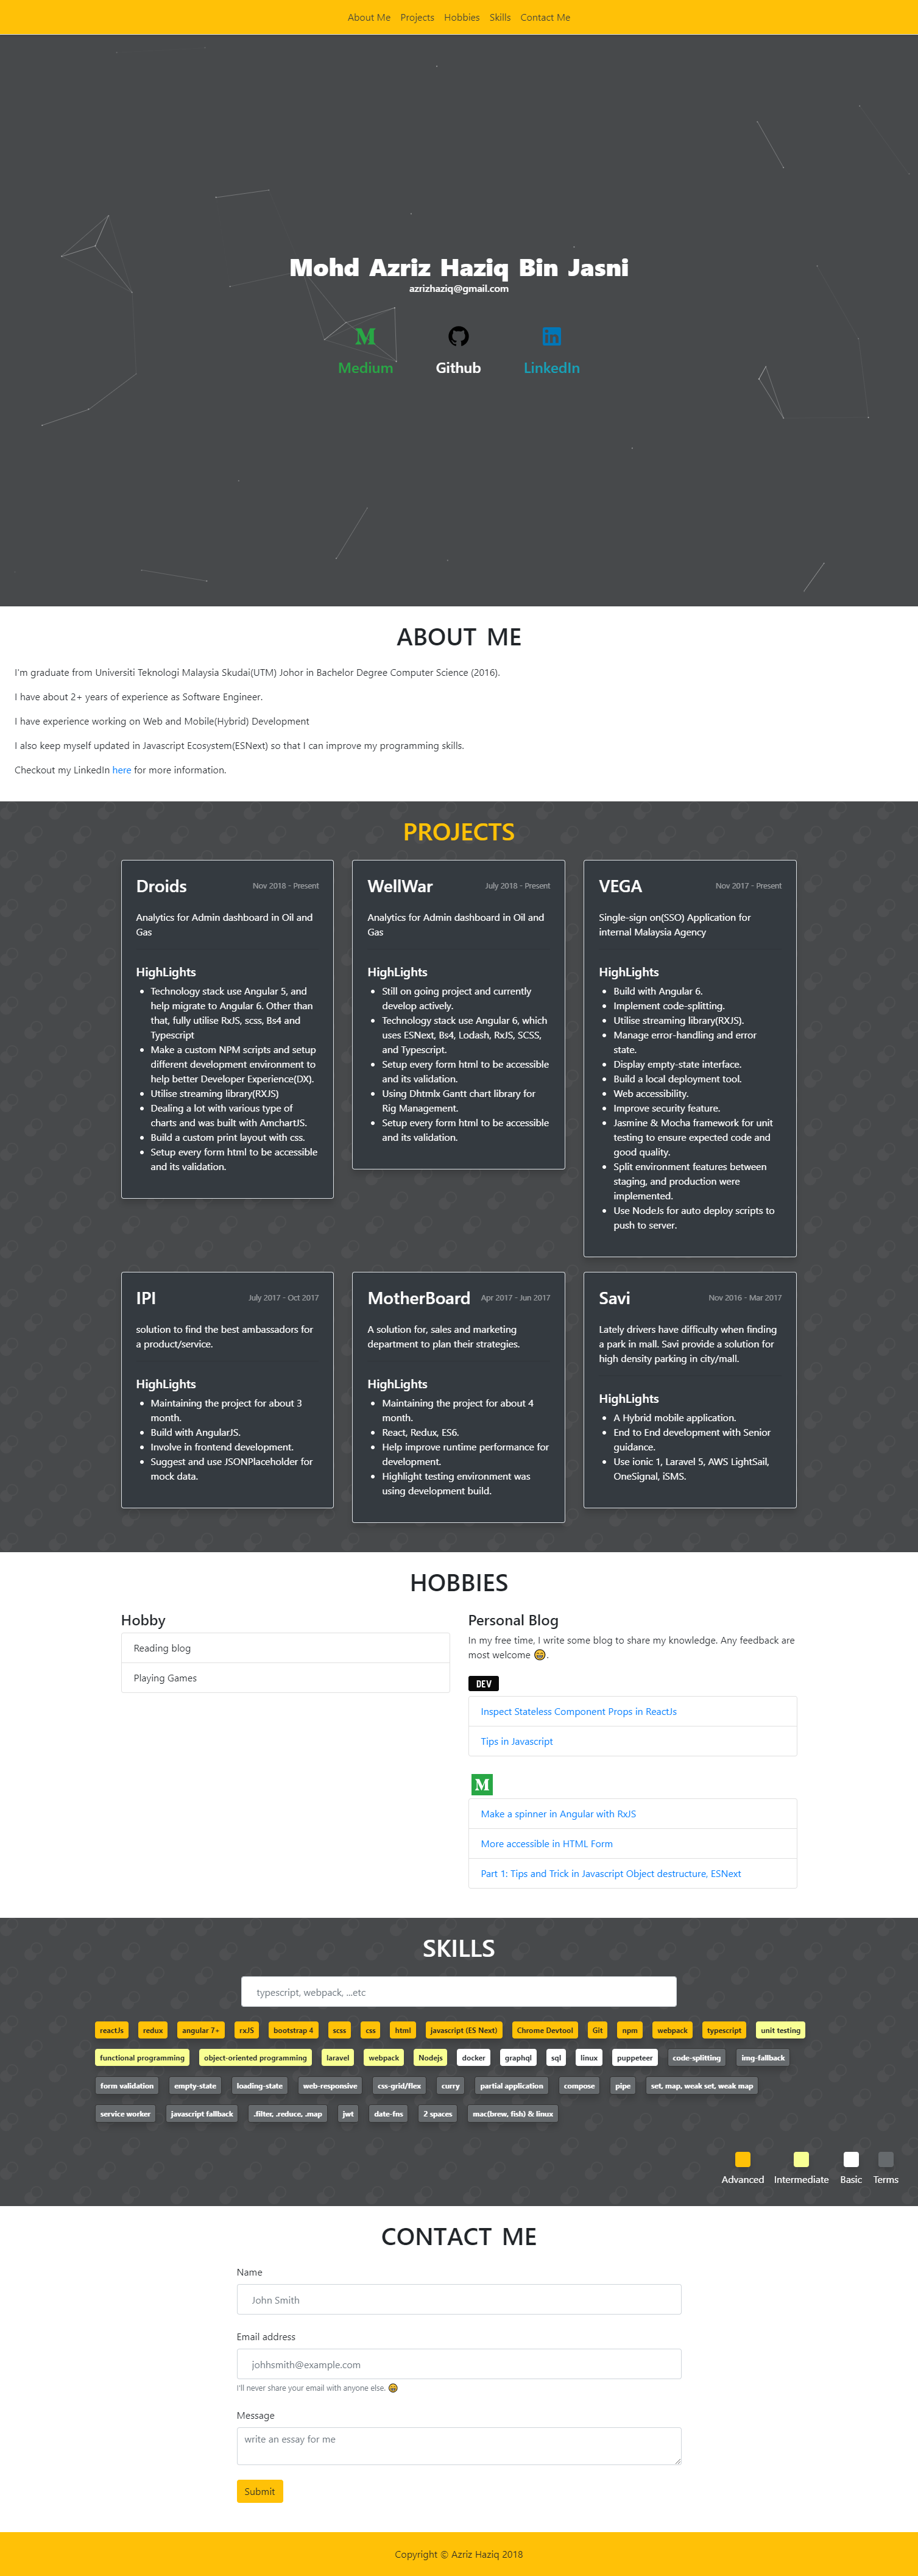 About Me Projects Hobbies Skills Contact Me
Mohd Azriz Haziq Bin Jasni
azrizhaziq@gmail.com
Medium Github LinkedIn
ABOUT ME
I'm graduate from Universiti Teknologi Malaysia Skudai(UTM) Johor in Bachelor Degree Computer Science (2016).
I have about 2+ years of experience as Software Engineer.
I have experience working on Web and Mobile(Hybrid) Development
I also keep myself updated in Javascript Ecosystem(ESNext) so that I can improve my programming skills.
Checkout my LinkedIn here for more information.
PROJECTS
Droids Nov 2018 - Present
Analytics for Admin dashboard in Oil and
Gas
HighLights
• Technology stack use Angular 5, and
help migrate to Angular 6. Other than
that, fully utilise RxJS, scss, Bs4 and
Typescript
• Make a custom NPM scripts and setup
different development environment to
help better Developer Experience(DX).
• Utilise streaming library(RXJS)
• Dealing a lot with various type of
charts and was built with AmchartJS.
• Build a custom print layout with css.
• Setup every form html to be accessible
and its validation.
WellWar July 2018 - Present
Analytics for Admin dashboard in Oil and
Gas
HighLights
• Still on going project and currently
develop actively.
• Technology stack use Angular 6, which
uses ESNext, Bs4, Lodash, RxJS, SCSS,
and Typescript.
• Setup every form html to be accessible
and its validation.
• Using Dhtmlx Gantt chart library for
Rig Management.
• Setup every form html to be accessible
and its validation.
VEGA Nov 2017 - Present
Single-sign on(SSO) Application for
internal Malaysia Agency
HighLights
• Build with Angular 6.
• Implement code-splitting.
• Utilise streaming library(RXJS).
• Manage error-handling and error
state.
• Display empty-state interface.
• Build a local deployment tool.
• Web accessibility.
• Improve security feature.
• Jasmine & Mocha framework for unit
testing to ensure expected code and
good quality.
• Split environment features between
staging, and production were
implemented.
• Use NodeJs for auto deploy scripts to
push to server.
IPI July 2017 - Oct 2017
solution to find the best ambassadors for
a product/service.
HighLights
• Maintaining the project for about 3
month.
• Build with AngularJS.
• Involve in frontend development.
• Suggest and use JSONPlaceholder for
mock data.
MotherBoard Apr 2017 - Jun 2017
A solution for, sales and marketing
department to plan their strategies.
HighLights
• Maintaining the project for about 4
month.
• React, Redux, ES6.
• Help improve runtime performance for
development.
• Highlight testing environment was
using development build.
Savi Nov 2016 - Mar 2017
Lately drivers have difficulty when finding
a park in mall. Savi provide a solution for
high density parking in city/mall.
HighLights
• A Hybrid mobile application.
• End to End development with Senior
guidance.
• Use ionic 1, Laravel 5, AWS LightSail,
OneSignal, iSMS.
HOBBIES
Hobby
Reading blog
Playing Games
Personal Blog
In my free time, I write some blog to share my knowledge. Any feedback are
most welcome 😄.
DEV
Inspect Stateless Component Props in ReactJs
Tips in Javascript
M
Make a spinner in Angular with RxJS
More accessible in HTML Form
Part 1: Tips and Trick in Javascript Object destructure, ESNext
SKILLS
typescript, webpack, ...etc
reactJs redux angular 7+ rxJS bootstrap 4 scss css html javascript (ES Next) Chrome Devtool Git npm webpack typescript unit testing
functional programming object-oriented programming laravel webpack Nodejs docker graphql sql linux puppeteer code-splitting img-fallback
form validation empty-state loading-state web-responsive css-grid/flex curry partial application compose pipe set, map, weak set, weak map
service worker javascript fallback .filter, .reduce, .map jwt date-fns 2 spaces mac(brew, fish) & linux
Advanced Intermediate Basic Terms
CONTACT ME
Name
John Smith
Email address
johhsmith@example.com
i'll never share your email with anyone else. 😄
Message
write an essay for me
Submit
Copyright © Azriz Haziq 2018